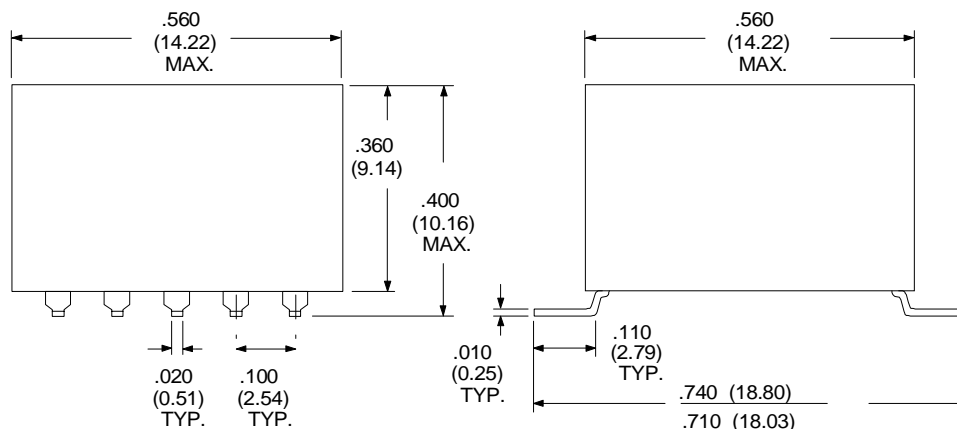 .560
(14.22)
MAX.
.560
(14.22)
MAX.
.360
(9.14)
.400
(10.16)
MAX.
.020
(0.51)
TYP.
.100
(2.54)
TYP.
.010
(0.25)
TYP.
.110
(2.79)
TYP.
.740 (18.80)
.710 (18.03)